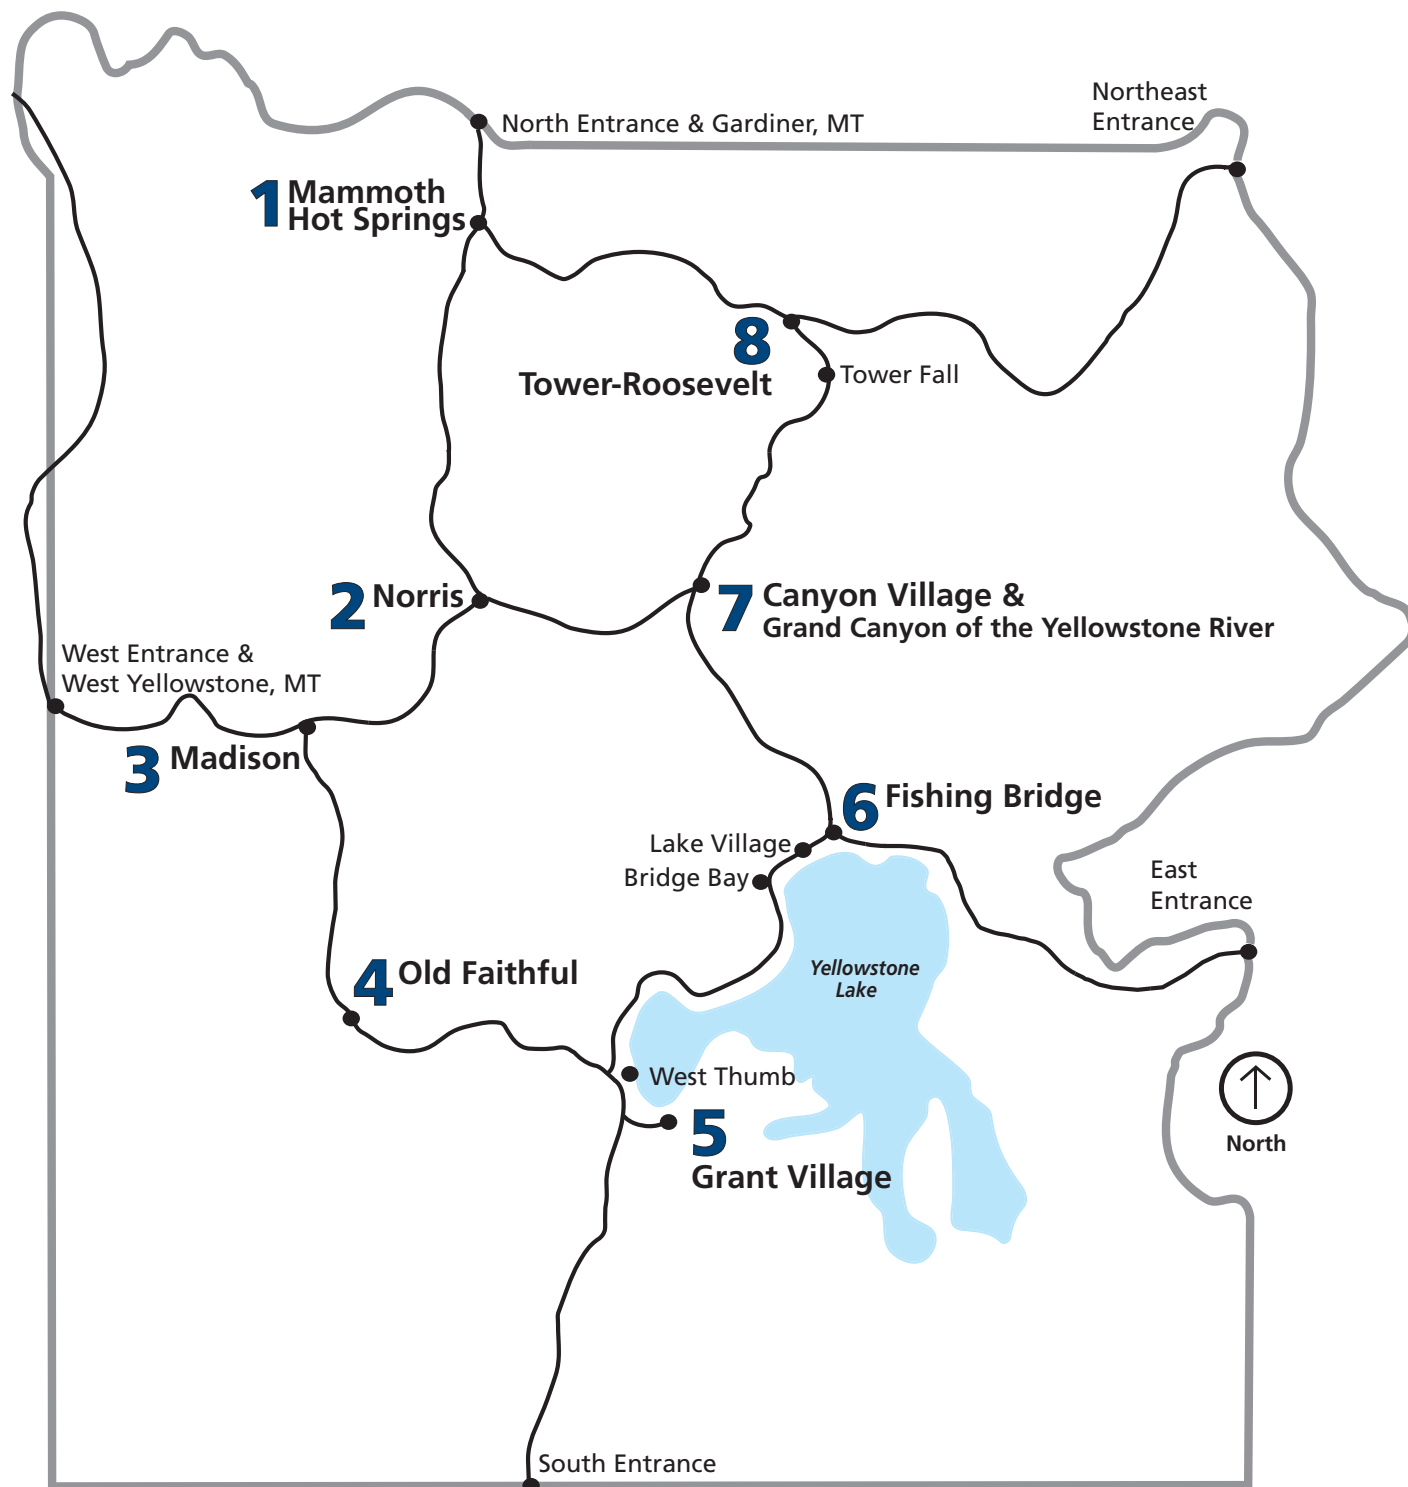 North Entrance & Gardiner, MT
Northeast
Entrance
1 Mammoth
Hot Springs
8
Tower-Roosevelt
Tower Fall
2 Norris
7 Canyon Village &
Grand Canyon of the Yellowstone River
West Entrance &
West Yellowstone, MT
3 Madison
6 Fishing Bridge
Lake Village
Bridge Bay
East
Entrance
4 Old Faithful
Yellowstone
Lake
West Thumb
5
Grant Village
North
South Entrance